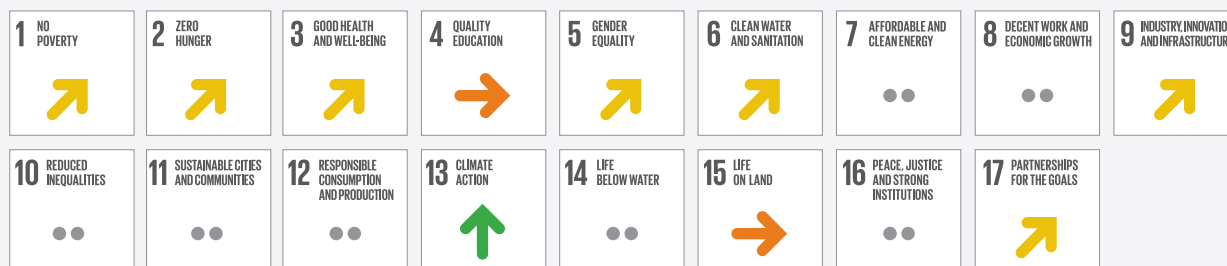 1 NO
POVERTY
2 ZERO
HUNGER
3 GOOD HEALTH
AND WELL-BEING
4 QUALITY
EDUCATION
5 GENDER
EQUALITY
6 CLEAN WATER
AND SANITATION
7 AFFORDABLE AND
CLEAN ENERGY
8 DECENT WORK AND
ECONOMIC GROWTH
9 INDUSTRY, INNOVATIO
AND INFRASTRUCTUR
10 REDUCED
INEQUALITIES
11 SUSTAINABLE CITIES
AND COMMUNITIES
12 RESPONSIBLE
CONSUMPTION
AND PRODUCTION
13 CLIMATE
ACTION
14 LIFE
BELOW WATER
15 LIFE
ON LAND
16 PEACE, JUSTICE
AND STRONG
INSTITUTIONS
17 PARTNERSHIPS
FOR THE GOALS